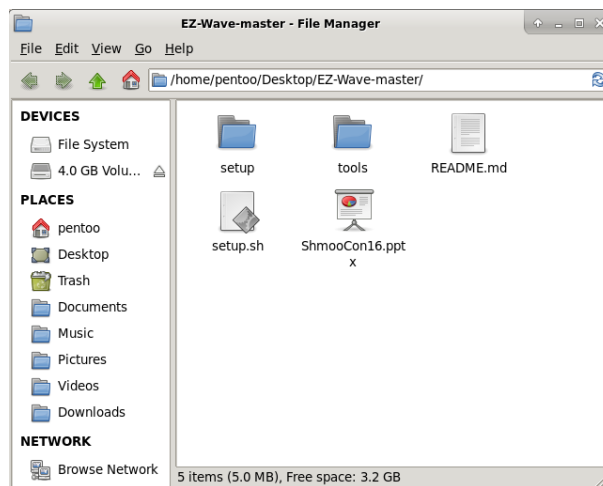 EZ-Wave-master - File Manager
File Edit View Go Help
/home/pentoo/Desktop/EZ-Wave-master/
DEVICES
File System
4.0 GB Volu...
PLACES
pentoo
Desktop
Trash
Documents
Music
Pictures
Videos
Downloads
NETWORK
Browse Network
setup
tools
README.md
setup.sh
ShmooCon16.ppt
x
5 items (5.0 MB), Free space: 3.2 GB